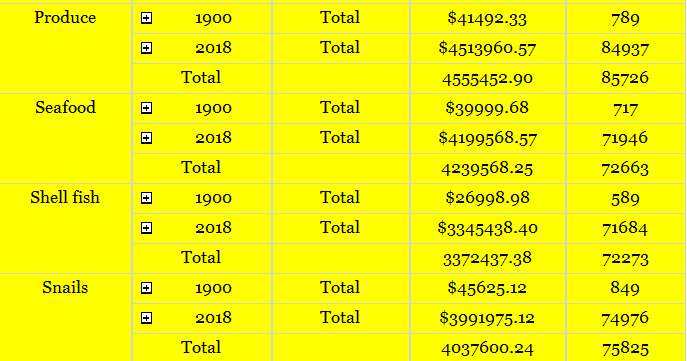 Produce 1900 Total $41492.33 789
2018 Total $4513960.57 84937
Total 4555452.90 85726
Seafood 1900 Total $39999.68 717
2018 Total $4199568.57 71946
Total 4239568.25 72663
Shell fish 1900 Total $26998.98 589
2018 Total $3345438.40 71684
Total 3372437.38 72273
Snails 1900 Total $45625.12 849
2018 Total $3991975.12 74976
Total 4037600.24 75825